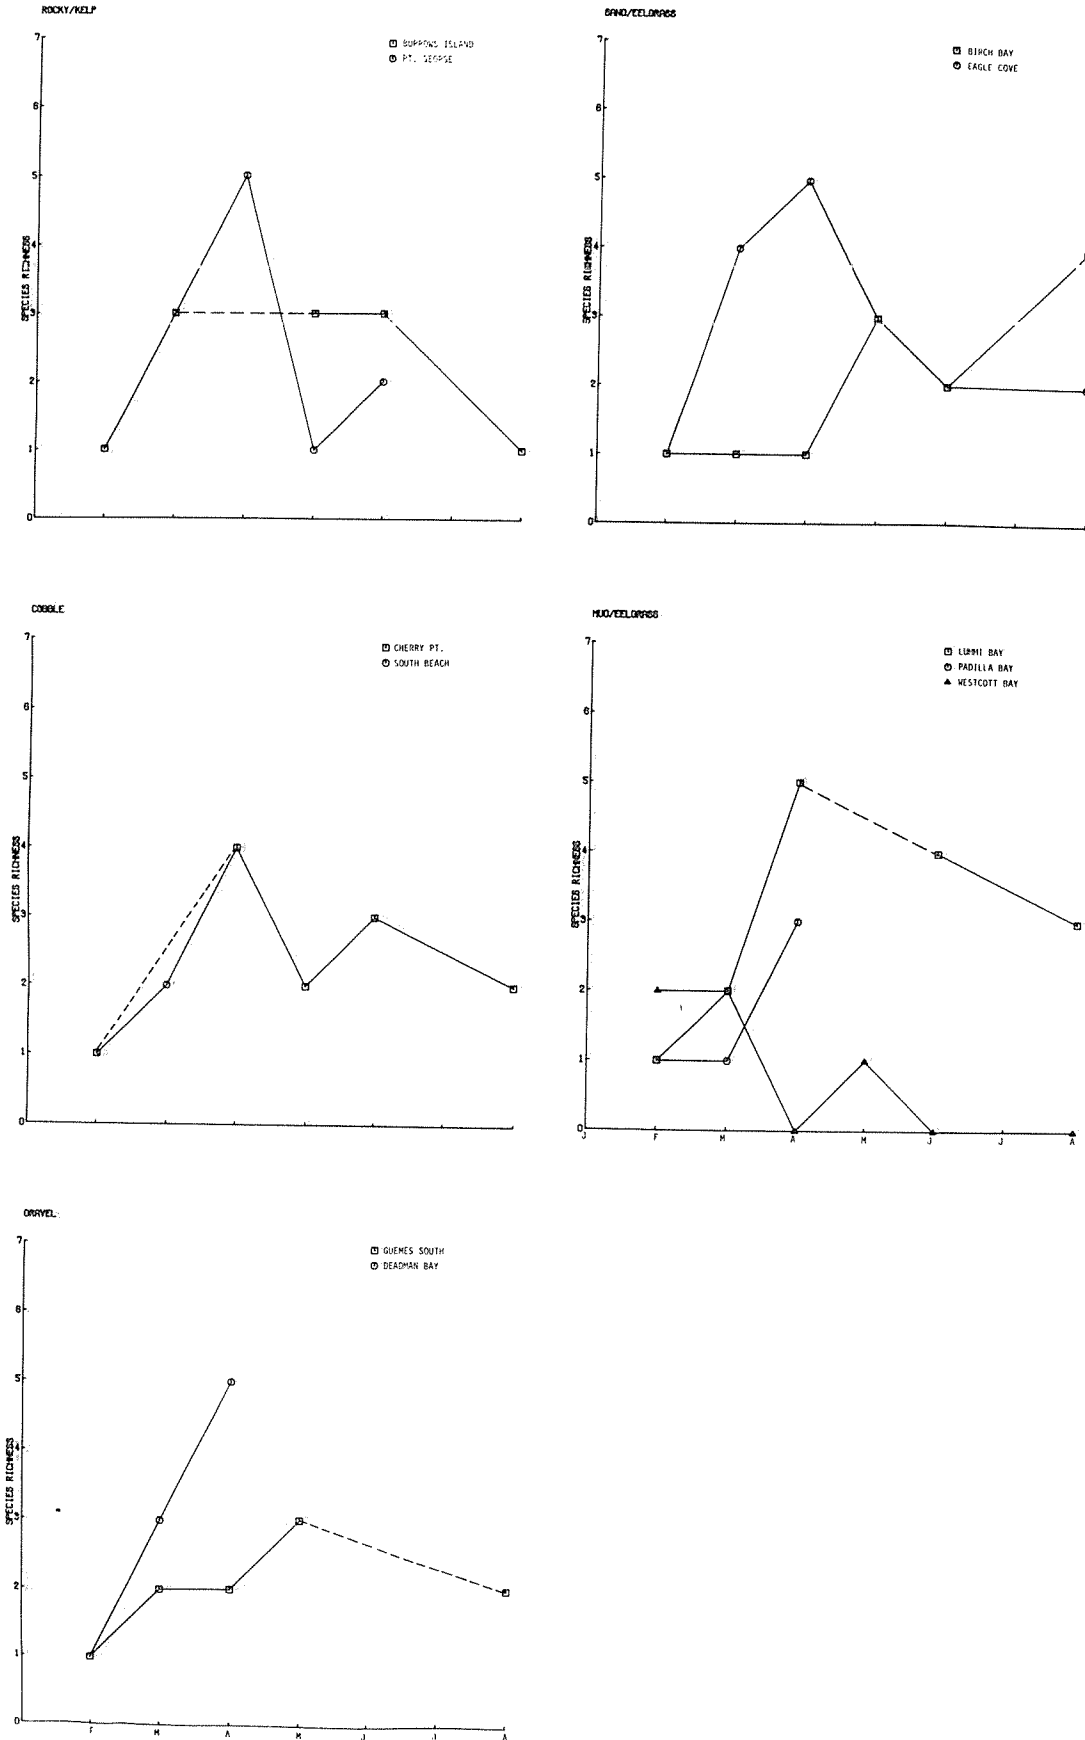 ROCKY/KELP
BURROWS ISLAND
PT. GEORGE
7
6
5
4
3
2
1
0
SPECIES RICHNESS
SAND/EELGRASS
BIRCH BAY
EAGLE COVE
7
6
5
4
3
2
1
0
SPECIES RICHNESS
COBBLE
CHERRY PT.
SOUTH BEACH
7
6
5
4
3
2
1
0
SPECIES RICHNESS
MUD/EELGRASS
LUMMI BAY
PADILLA BAY
WESTCOTT BAY
7
6
5
4
3
2
1
0
SPECIES RICHNESS
J F M A M J J A
GRAVEL
GUEMES SOUTH
DEADMAN BAY
7
6
5
4
3
2
1
0
SPECIES RICHNESS
F M A M J J A